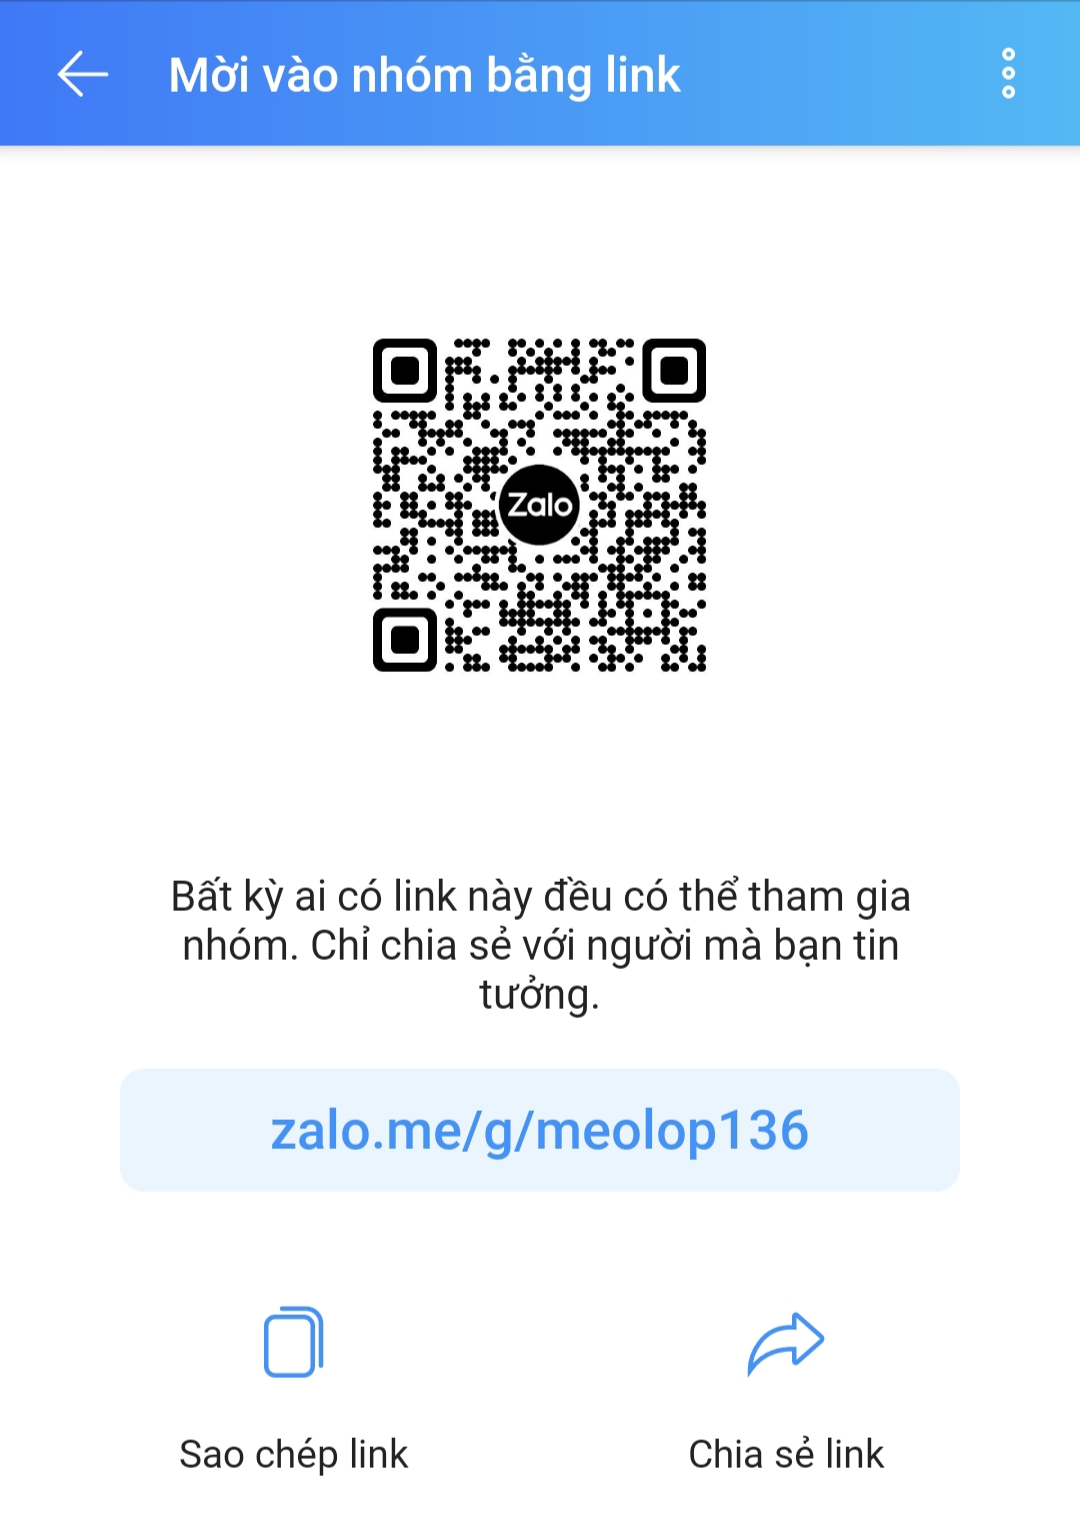 Mời vào nhóm bằng link
Zalo
Bất kỳ ai có link này đều có thể tham gia
nhóm. Chỉ chia sẻ với người mà bạn tin
tưởng.
zalo.me/g/meolop136
Sao chép link
Chia sẻ link